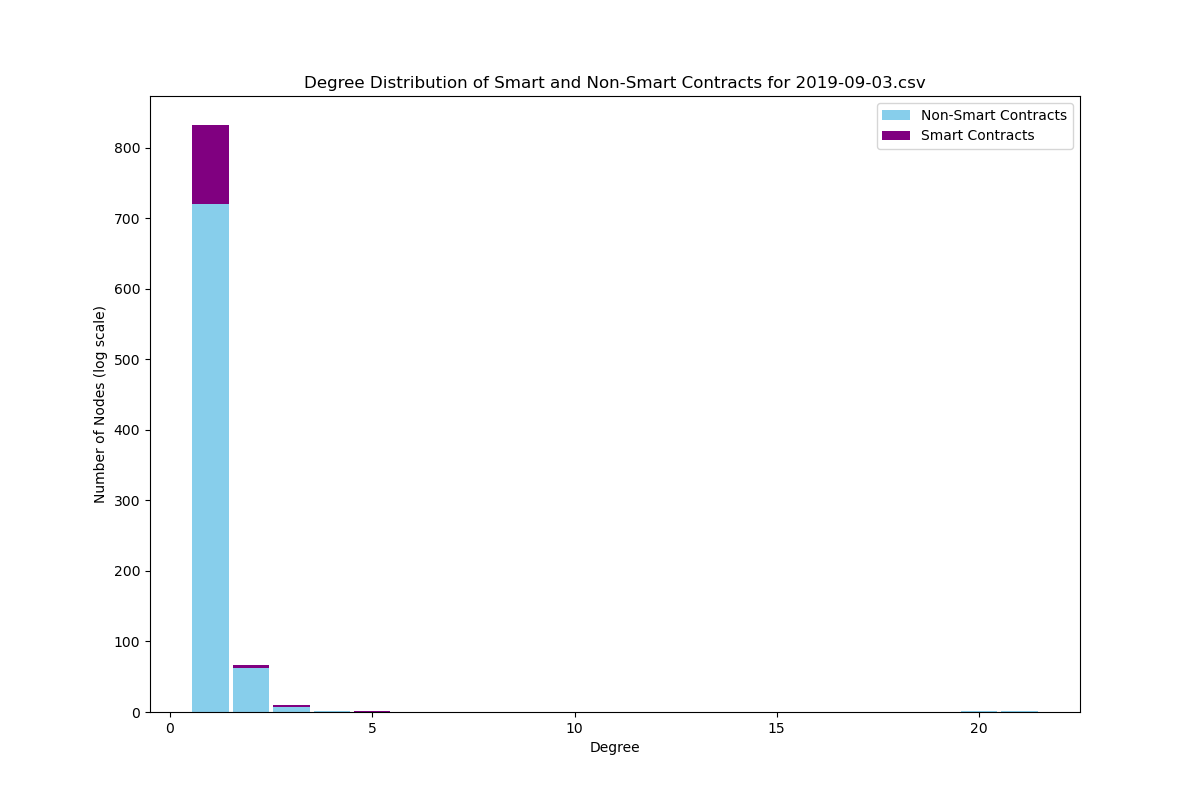 Degree Distribution of Smart and Non-Smart Contracts for 2019-09-03.csv
Non-Smart Contracts
Smart Contracts
800
700
600
500
400
300
200
100
0
Number of Nodes (log scale)
0 5 10 15 20
Degree